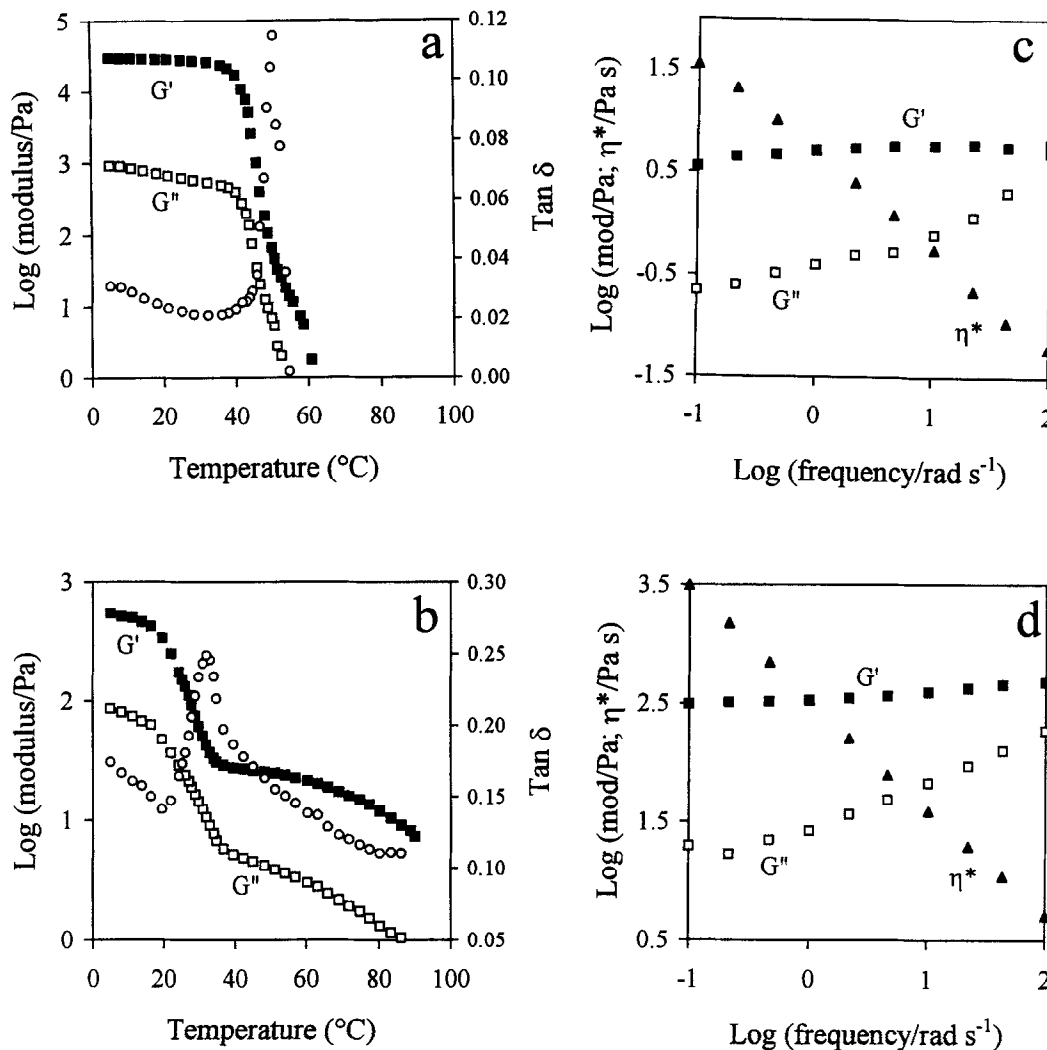 a
Log (modulus/Pa)
5
4
3
2
1
0
G'
G"
0.12
0.10
0.08
0.06
0.04
0.02
0.00
Tan δ
0 20 40 60 80 100
Temperature (°C)
c
Log (mod/Pa; η*/Pa s)
1.5
0.5
-0.5
-1.5
G'
G"
η*
-1 0 1 2
Log (frequency/rad s⁻¹)
b
Log (modulus/Pa)
3
2
1
0
G'
G"
0.30
0.25
0.20
0.15
0.10
0.05
Tan δ
0 20 40 60 80 100
Temperature (°C)
d
Log (mod/Pa; η*/Pa s)
3.5
2.5
1.5
0.5
G'
G"
η*
-1 0 1 2
Log (frequency/rad s⁻¹)